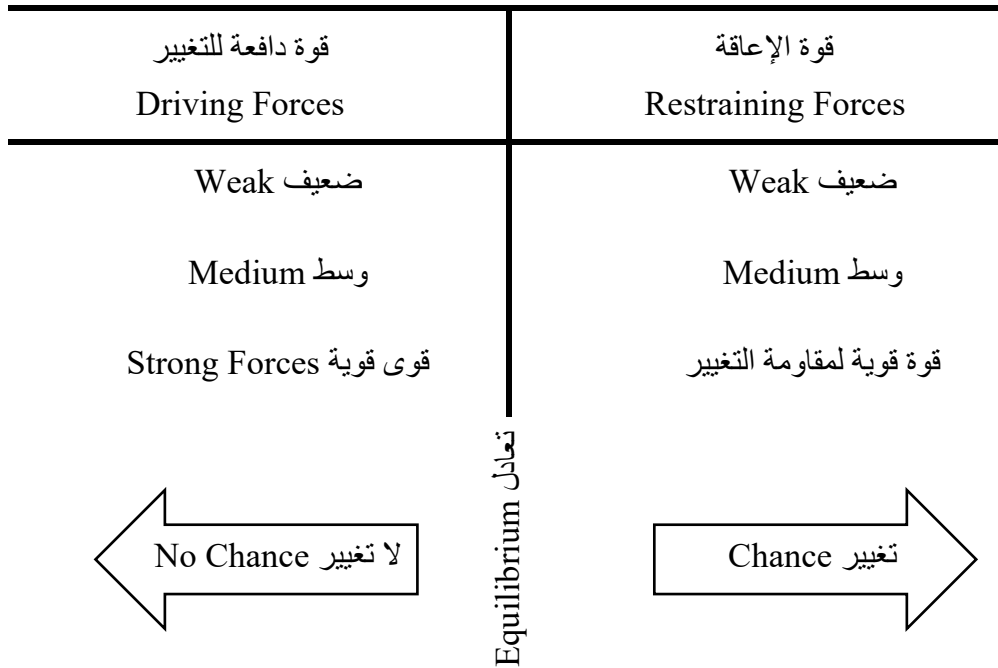 قوة دافعة للتغيير
Driving Forces
قوة الإعاقة
Restraining Forces
ضعيف Weak
ضعيف Weak
وسط Medium
وسط Medium
قوى قوية Strong Forces
قوة قوية لمقاومة التغيير
تعادل Equilibrium
لا تغيير No Chance
تغيير Chance